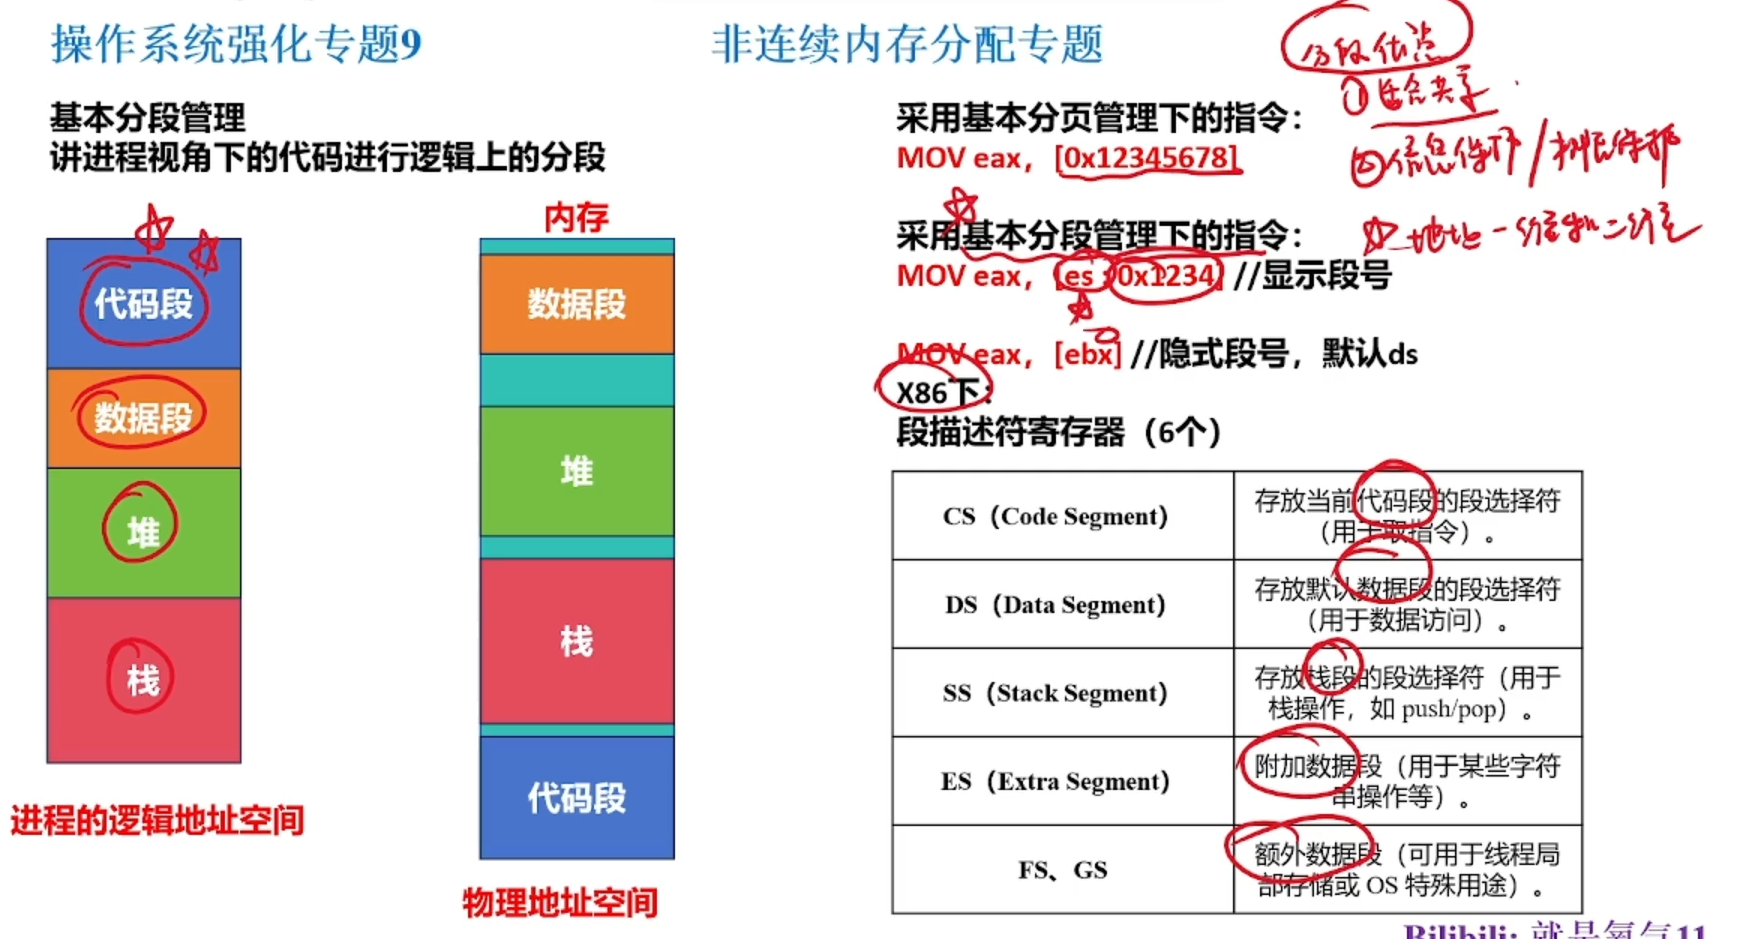 操作系统强化专题9
非连续内存分配专题
基本分段管理
讲进程视角下的代码进行逻辑上的分段
代码段
数据段
堆
栈
进程的逻辑地址空间
内存
数据段
堆
栈
代码段
物理地址空间
分段优点
①适合共享
②信息保护/
地址一维和二维
采用基本分页管理下的指令：
MOV eax，[0x12345678]
采用基本分段管理下的指令：
MOV eax，[es:0x1234] //显示段号
MOV eax，[ebx] //隐式段号，默认ds
X86下：
段描述符寄存器（6个）
CS（Code Segment）
存放当前代码段的段选择符
（用于取指令）。
DS（Data Segment）
存放默认数据段的段选择符
（用于数据访问）。
SS（Stack Segment）
存放栈段的段选择符（用于
栈操作，如 push/pop）。
ES（Extra Segment）
附加数据段（用于某些字符
串操作等）。
FS、GS
额外数据段（可用于线程局
部存储或 OS 特殊用途）。
Bilibili: 就是氧气11